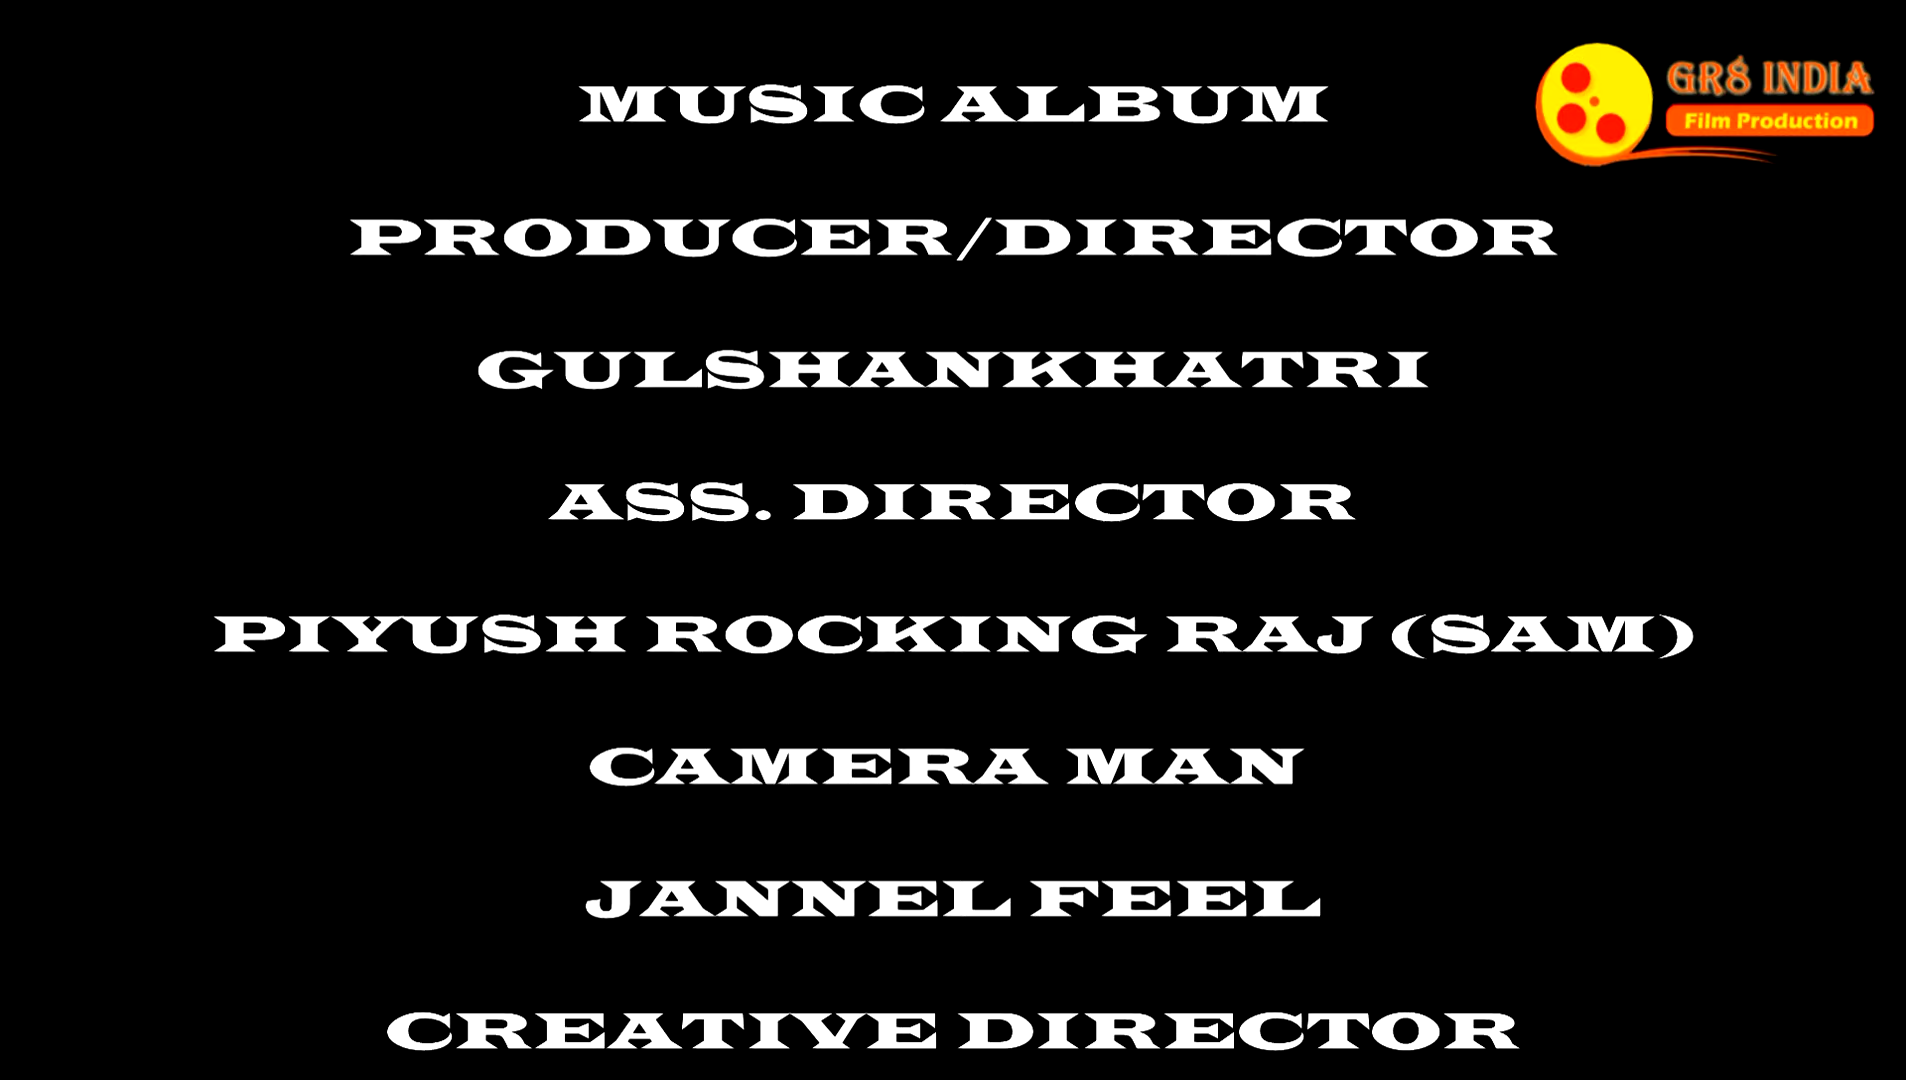 MUSIC ALBUM
GR8 INDIA
Film Production
PRODUCER/DIRECTOR
GULSHANKHATRI
ASS. DIRECTOR
PIYUSH ROCKING RAJ (SAM)
CAMERA MAN
JANNEL FEEL
CREATIVE DIRECTOR